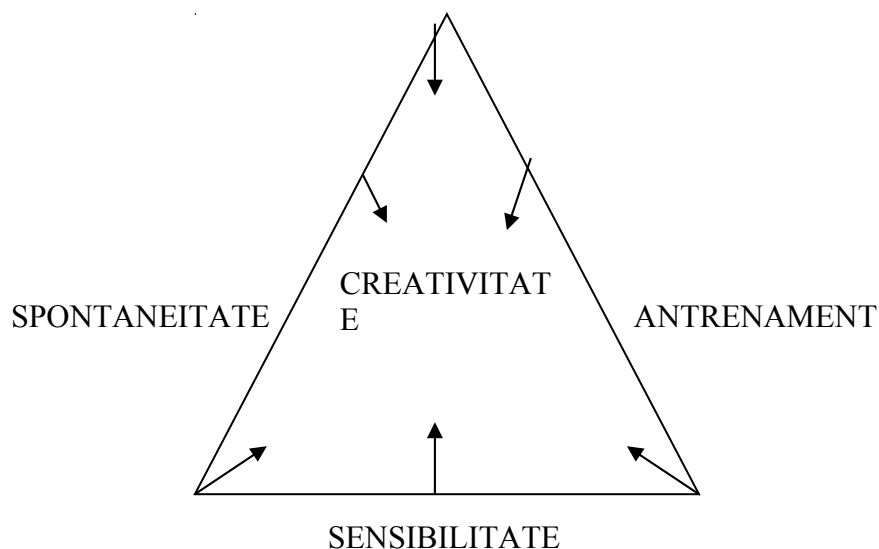 CREATIVITAT
E
SPONTANEITATE
ANTRENAMENT
SENSIBILITATE